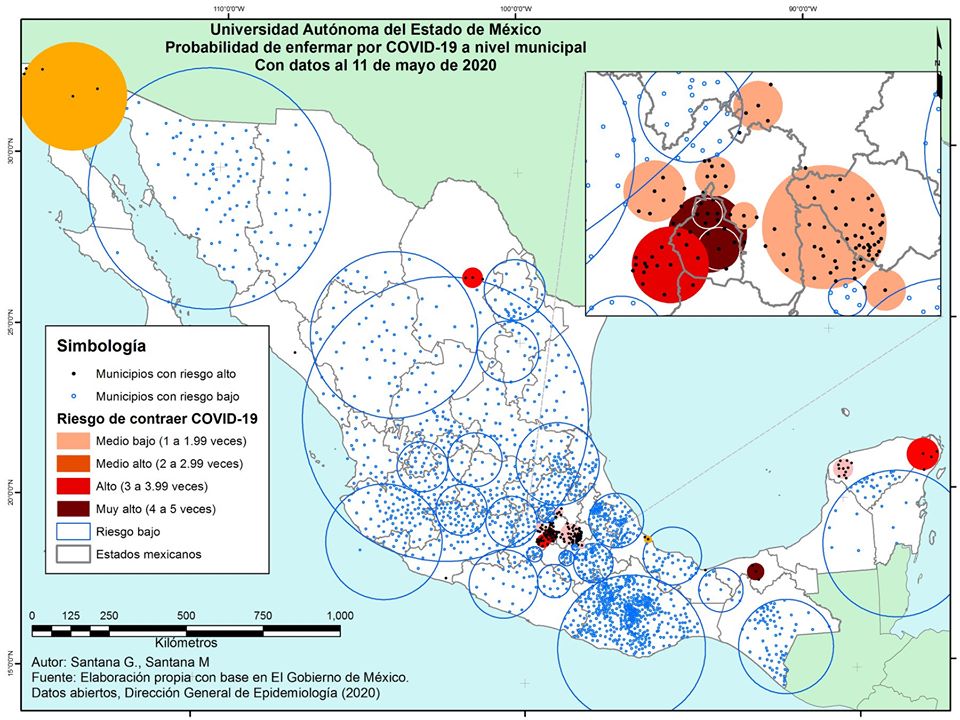 110°0'0"W
100°0'0"W
90°0'0"W
Universidad Autónoma del Estado de México
Probabilidad de enfermar por COVID-19 a nivel municipal
Con datos al 11 de mayo de 2020
N
30°0'0"N
25°0'0"N
20°0'0"N
15°0'0"N
Simbología
Municipios con riesgo alto
Municipios con riesgo bajo
Riesgo de contraer COVID-19
Medio bajo (1 a 1.99 veces)
Medio alto (2 a 2.99 veces)
Alto (3 a 3.99 veces)
Muy alto (4 a 5 veces)
Riesgo bajo
Estados mexicanos
0 125 250 500 750 1,000
Kilómetros
Autor: Santana G., Santana M
Fuente: Elaboración propia con base en El Gobierno de México.
Datos abiertos, Dirección General de Epidemiología (2020)